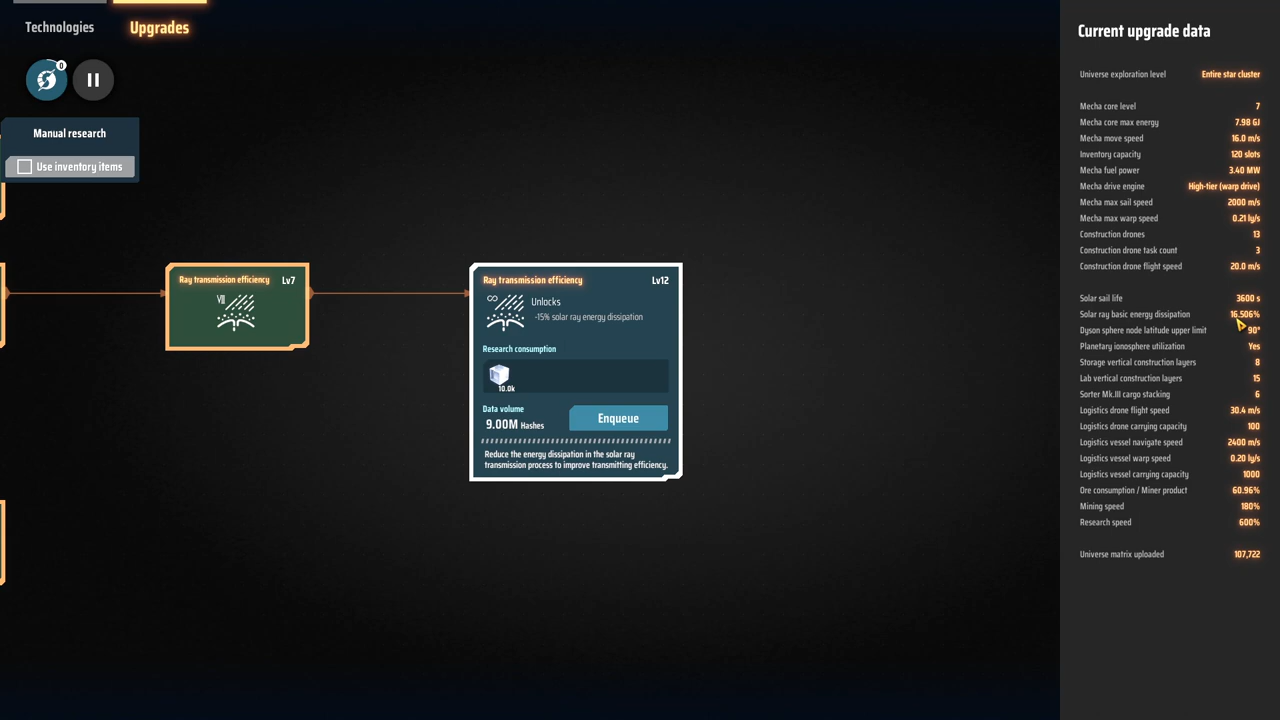 Technologies
Upgrades
0
Manual research
Use inventory items
Ray transmission efficiency Lv7
VII
Ray transmission efficiency Lv12
∞
Unlocks
-15% solar ray energy dissipation
Research consumption
10.0k
Data volume
9.00M Hashes
Enqueue
Reduce the energy dissipation in the solar ray
transmission process to improve transmitting efficiency.
Current upgrade data
Universe exploration level Entire star cluster
Mecha core level 7
Mecha core max energy 7.98 GJ
Mecha move speed 16.0 m/s
Inventory capacity 120 slots
Mecha fuel power 3.40 MW
Mecha drive engine High-tier (warp drive)
Mecha max sail speed 2000 m/s
Mecha max warp speed 0.21 ly/s
Construction drones 13
Construction drone task count 3
Construction drone flight speed 20.0 m/s
Solar sail life 3600 s
Solar ray basic energy dissipation 16.506%
Dyson sphere node latitude upper limit 90°
Planetary ionosphere utilization Yes
Storage vertical construction layers 8
Lab vertical construction layers 15
Sorter Mk.III cargo stacking 6
Logistics drone flight speed 30.4 m/s
Logistics drone carrying capacity 100
Logistics vessel navigate speed 2400 m/s
Logistics vessel warp speed 0.20 ly/s
Logistics vessel carrying capacity 1000
Ore consumption / Miner product 60.96%
Mining speed 180%
Research speed 600%
Universe matrix uploaded 107,722